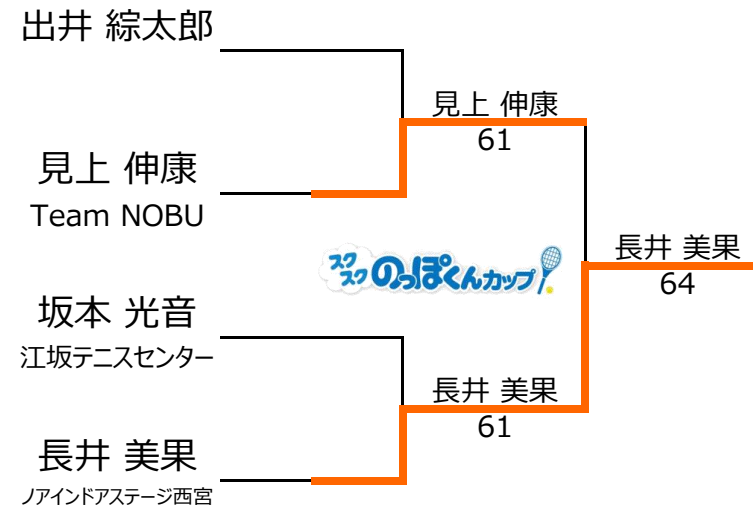 出井 綜太郎
見上 伸康
61
見上 伸康
Team NOBU
スクスク のっぽくんカップ!
長井 美果
64
坂本 光音
江坂テニスセンター
長井 美果
61
長井 美果
ノアインドアステージ西宮